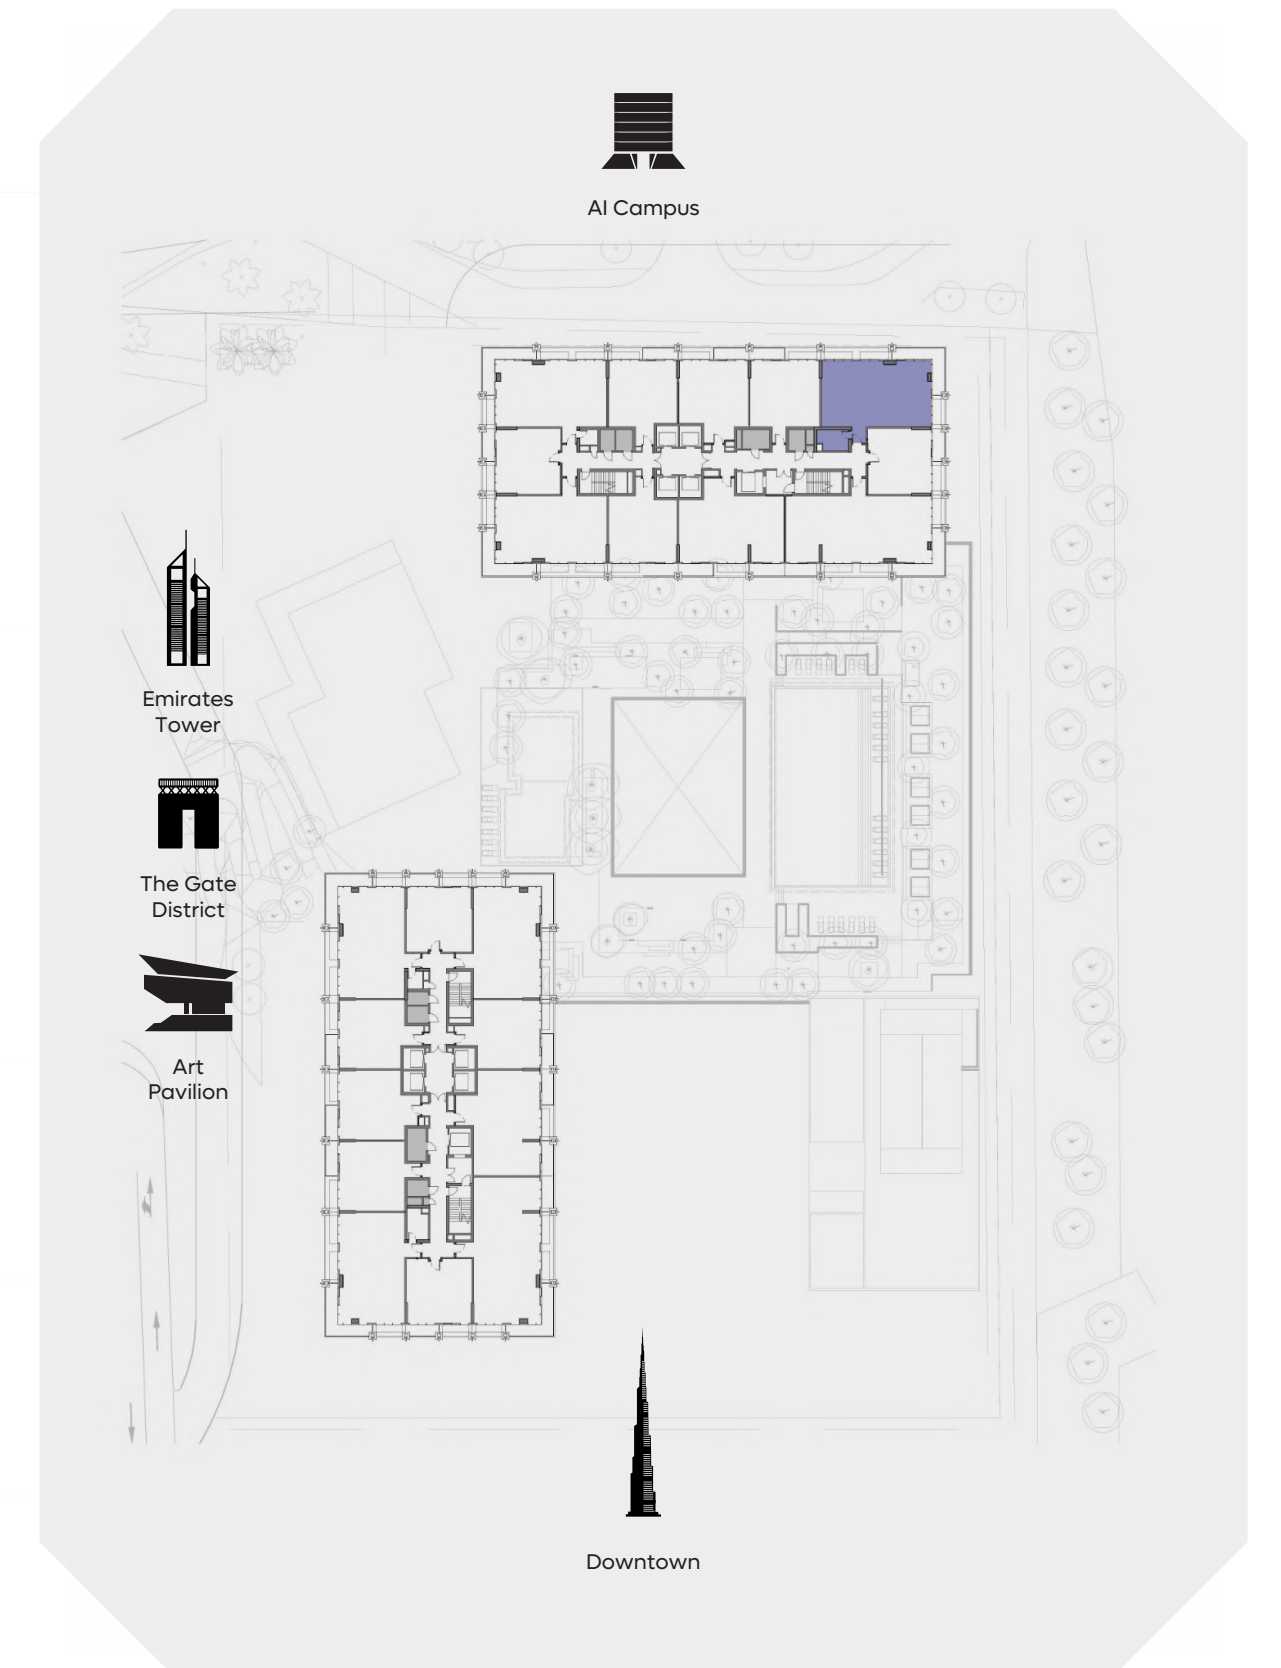 AI Campus
Emirates
Tower
The Gate
District
Art
Pavilion
Downtown